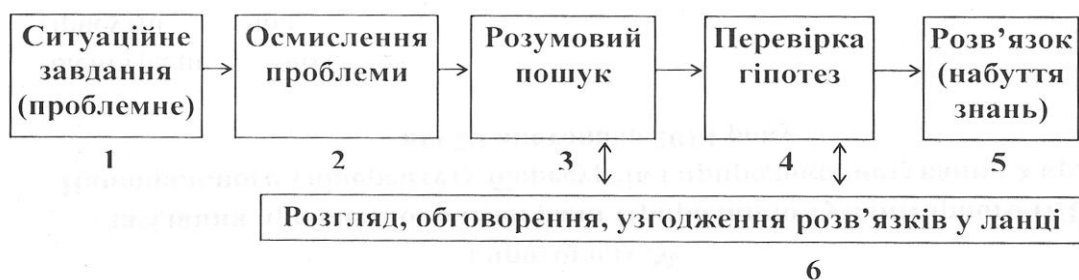 Ситуаційне
завдання
(проблемне)
1
Осмислення
проблеми
2
Розумовий
пошук
3
Перевірка
гіпотез
4
Розв’язок
(набуття
знань)
5
Розгляд, обговорення, узгодження розв’язків у ланці
6